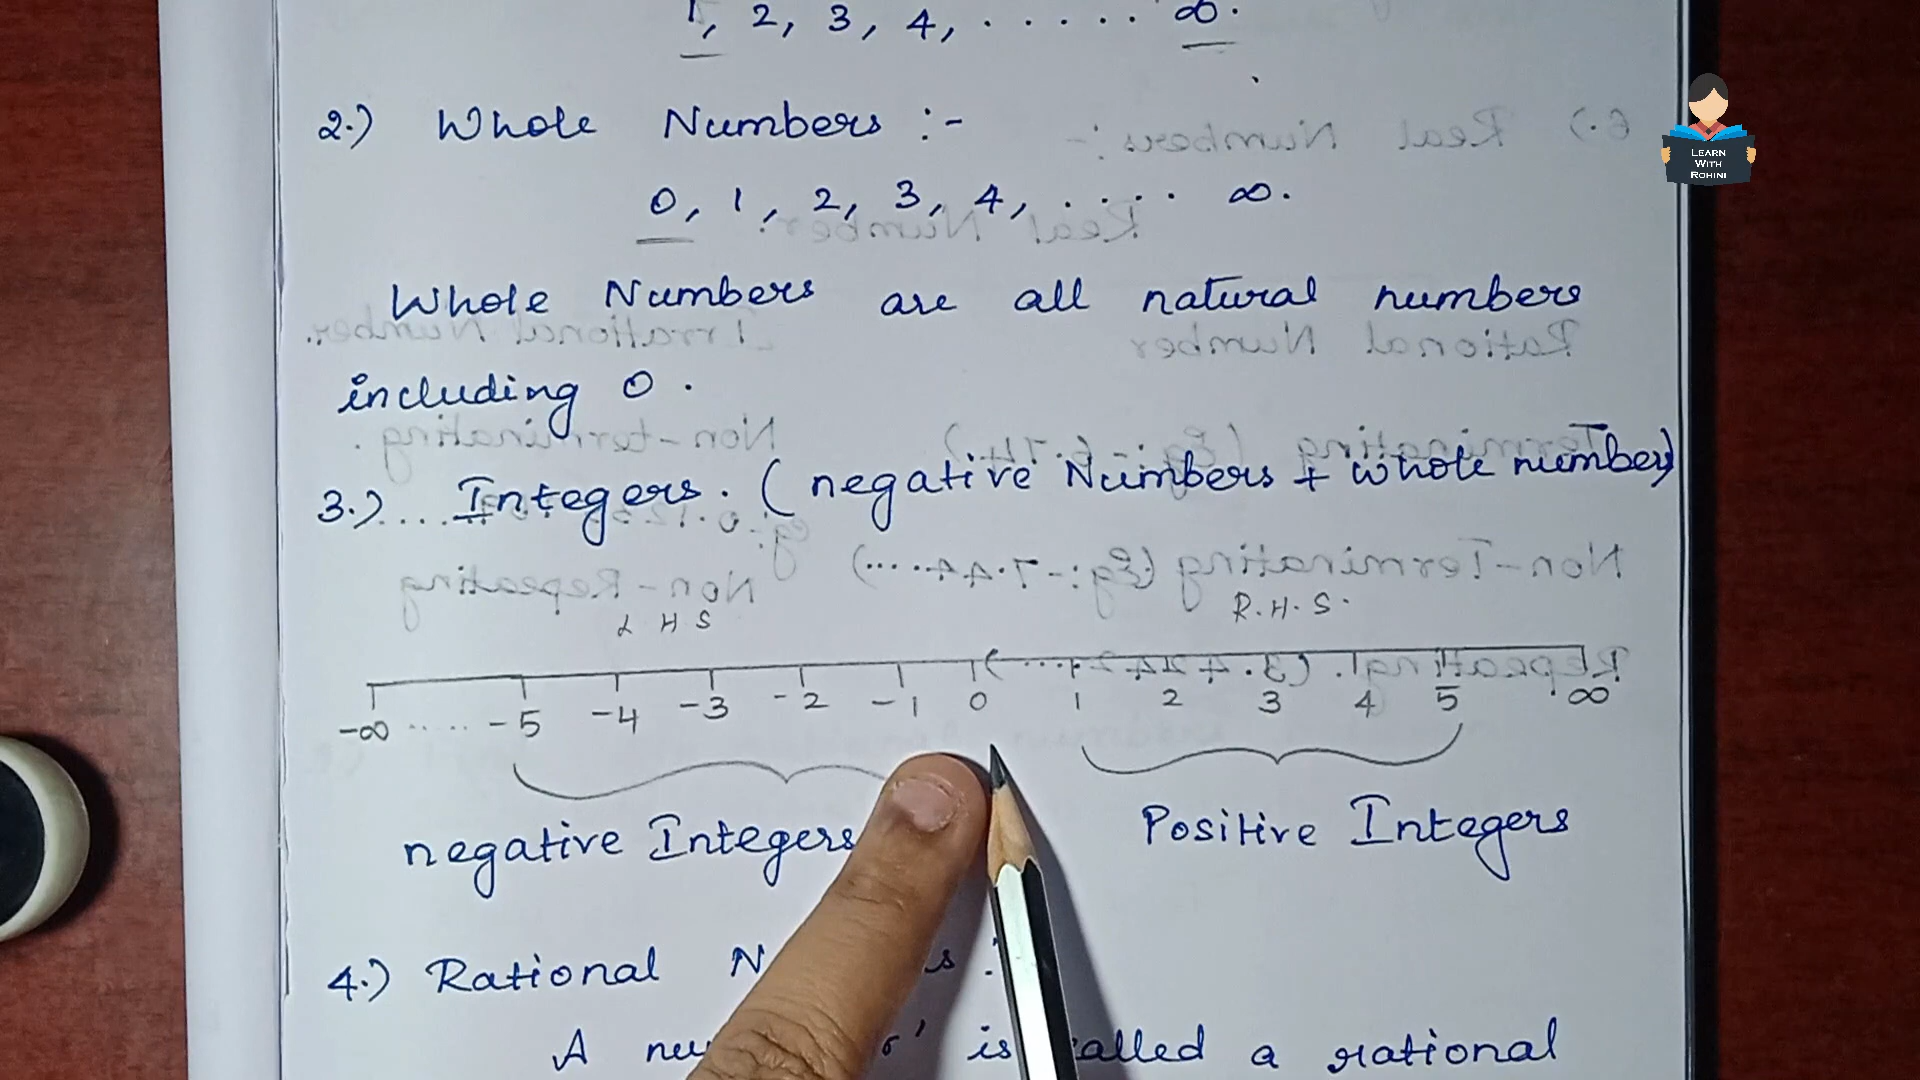 1, 2, 3, 4, ...... ∞.
2.) Whole Numbers :-
0, 1, 2, 3, 4, .... ∞.
Whole Numbers are all natural numbers
including 0.
3.) Integers. ( negative Numbers + whole number)
L H S R.H.S.
-∞ ..... -5 -4 -3 -2 -1 0 1 2 3 4 5 ∞
negative Integers Positive Integers
4.) Rational
A is called a rational
LEARN
WITH
ROHINI